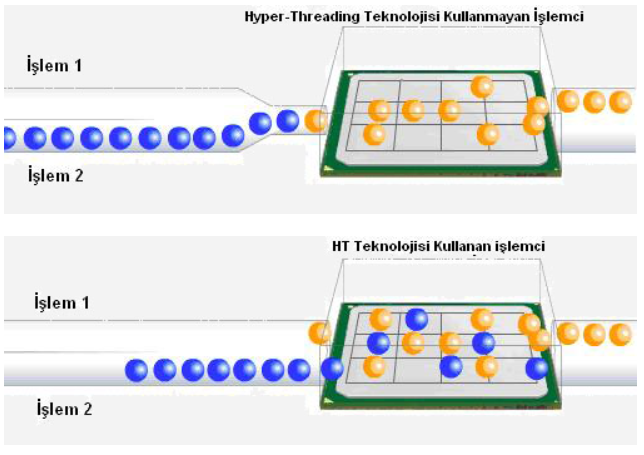 Hyper-Threading Teknolojisi Kullanmayan İşlemci
İşlem 1
İşlem 2
HT Teknolojisi Kullanan işlemci
İşlem 1
İşlem 2